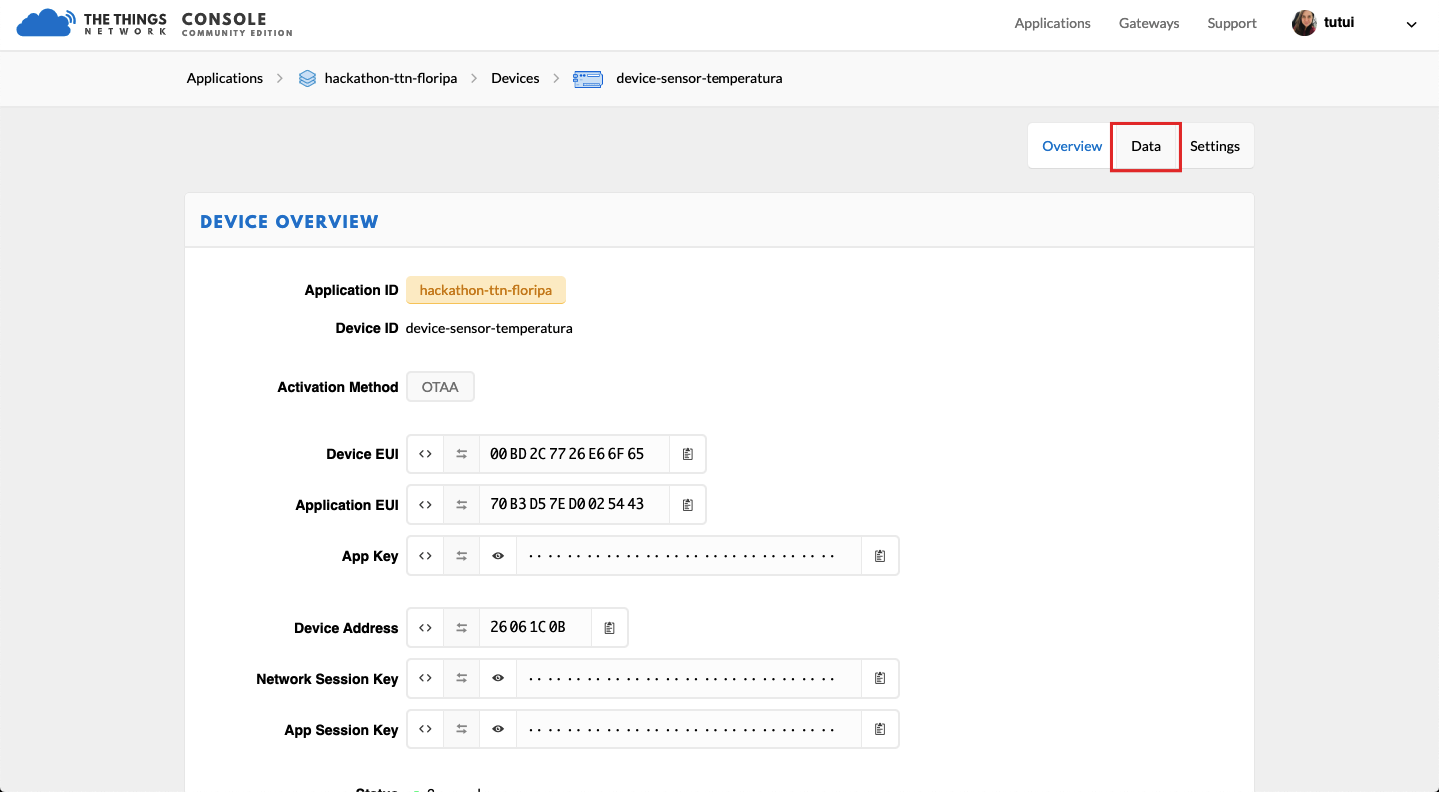 THE THINGS NETWORK CONSOLE COMMUNITY EDITION
Applications Gateways Support tutui
Applications > hackathon-ttn-floripa > Devices > device-sensor-temperatura
Overview Data Settings
DEVICE OVERVIEW
Application ID hackathon-ttn-floripa
Device ID device-sensor-temperatura
Activation Method OTAA
Device EUI <> 00 BD 2C 77 26 E6 6F 65
Application EUI <> 70 B3 D5 7E D0 02 54 43
App Key <>
Device Address <> 26 06 1C 0B
Network Session Key <>
App Session Key <>